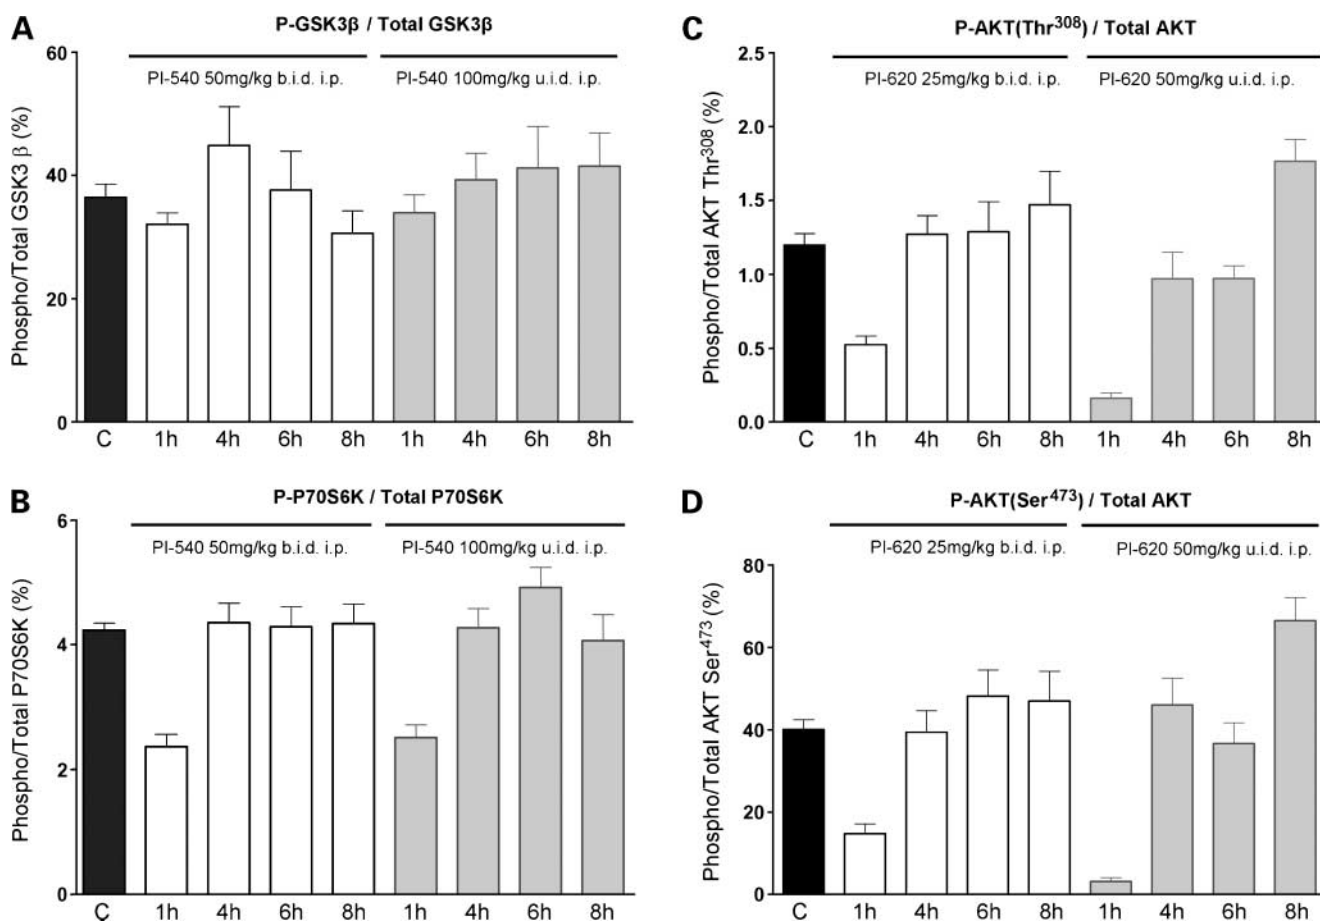 A
P-GSK3β / Total GSK3β
PI-540 50mg/kg b.i.d. i.p.
PI-540 100mg/kg u.i.d. i.p.
Phospho/Total GSK3 β (%)
60
40
20
0
C 1h 4h 6h 8h 1h 4h 6h 8h
B
P-P70S6K / Total P70S6K
PI-540 50mg/kg b.i.d. i.p.
PI-540 100mg/kg u.i.d. i.p.
Phospho/Total P70S6K (%)
6
4
2
0
C 1h 4h 6h 8h 1h 4h 6h 8h
C
P-AKT(Thr³⁰⁸) / Total AKT
PI-620 25mg/kg b.i.d. i.p.
PI-620 50mg/kg u.i.d. i.p.
Phospho/Total AKT Thr³⁰⁸ (%)
2.5
2.0
1.5
1.0
0.5
0.0
C 1h 4h 6h 8h 1h 4h 6h 8h
D
P-AKT(Ser⁴⁷³) / Total AKT
PI-620 25mg/kg b.i.d. i.p.
PI-620 50mg/kg u.i.d. i.p.
Phospho/Total AKT Ser⁴⁷³ (%)
80
60
40
20
0
C 1h 4h 6h 8h 1h 4h 6h 8h